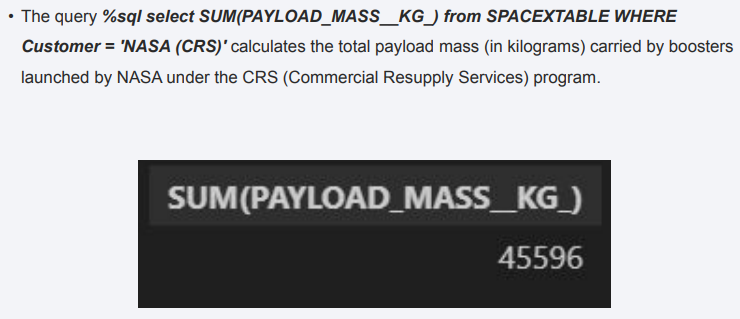 • The query %sql select SUM(PAYLOAD_MASS__KG_) from SPACEXTABLE WHERE
Customer = 'NASA (CRS)' calculates the total payload mass (in kilograms) carried by boosters
launched by NASA under the CRS (Commercial Resupply Services) program.
SUM(PAYLOAD_MASS__KG_)
45596